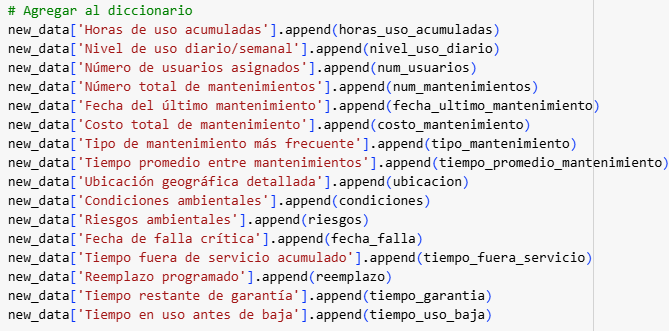 # Agregar al diccionario
new_data['Horas de uso acumuladas'].append(horas_uso_acumuladas)
new_data['Nivel de uso diario/semanal'].append(nivel_uso_diario)
new_data['Número de usuarios asignados'].append(num_usuarios)
new_data['Número total de mantenimientos'].append(num_mantenimientos)
new_data['Fecha del último mantenimiento'].append(fecha_ultimo_mantenimiento)
new_data['Costo total de mantenimiento'].append(costo_mantenimiento)
new_data['Tipo de mantenimiento más frecuente'].append(tipo_mantenimiento)
new_data['Tiempo promedio entre mantenimientos'].append(tiempo_promedio_mantenimiento)
new_data['Ubicación geográfica detallada'].append(ubicacion)
new_data['Condiciones ambientales'].append(condiciones)
new_data['Riesgos ambientales'].append(riesgos)
new_data['Fecha de falla crítica'].append(fecha_falla)
new_data['Tiempo fuera de servicio acumulado'].append(tiempo_fuera_servicio)
new_data['Reemplazo programado'].append(reemplazo)
new_data['Tiempo restante de garantía'].append(tiempo_garantia)
new_data['Tiempo en uso antes de baja'].append(tiempo_uso_baja)